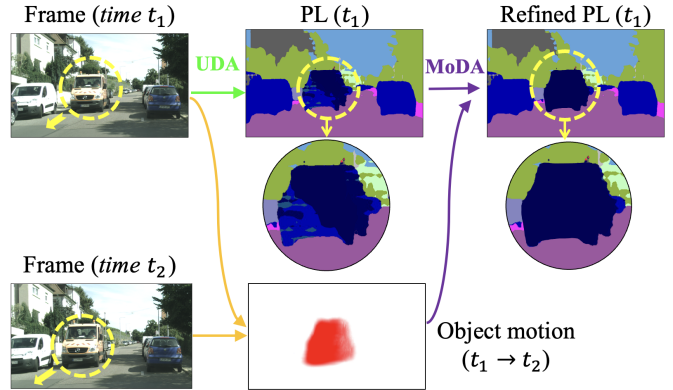 Frame (time t₁)
PL (t₁)
Refined PL (t₁)
UDA
MoDA
Frame (time t₂)
Object motion
(t₁ → t₂)